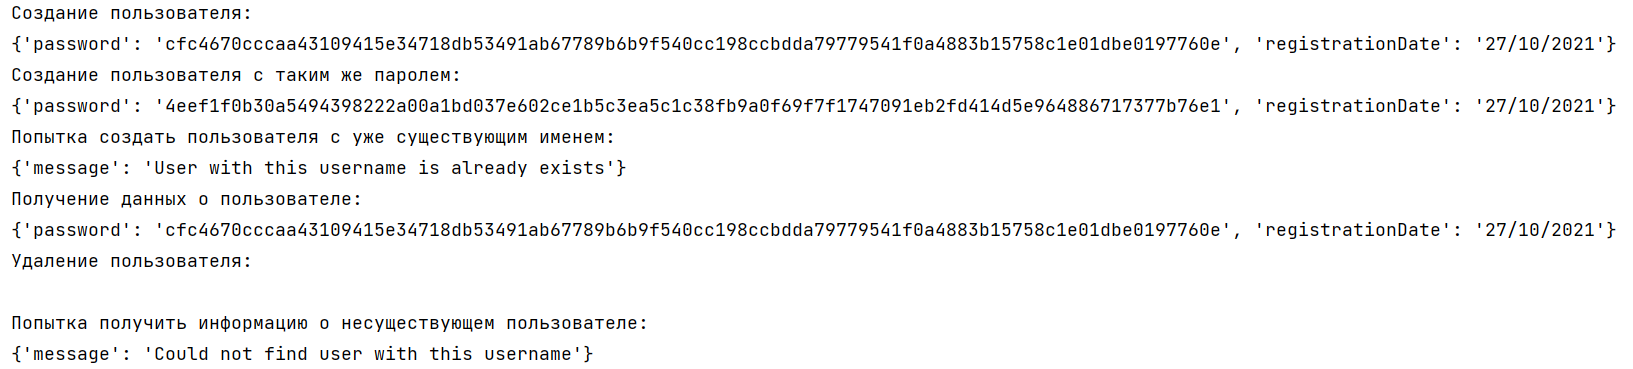 Создание пользователя:
{'password': 'cfc4670cccaa43109415e34718db53491ab67789b6b9f540cc198ccbdda79779541f0a4883b15758c1e01dbe0197760e', 'registrationDate': '27/10/2021'}
Создание пользователя с таким же паролем:
{'password': '4eef1f0b30a5494398222a00a1bd037e602ce1b5c3ea5c1c38fb9a0f69f7f1747091eb2fd414d5e964886717377b76e1', 'registrationDate': '27/10/2021'}
Попытка создать пользователя с уже существующим именем:
{'message': 'User with this username is already exists'}
Получение данных о пользователе:
{'password': 'cfc4670cccaa43109415e34718db53491ab67789b6b9f540cc198ccbdda79779541f0a4883b15758c1e01dbe0197760e', 'registrationDate': '27/10/2021'}
Удаление пользователя:
Попытка получить информацию о несуществующем пользователе:
{'message': 'Could not find user with this username'}